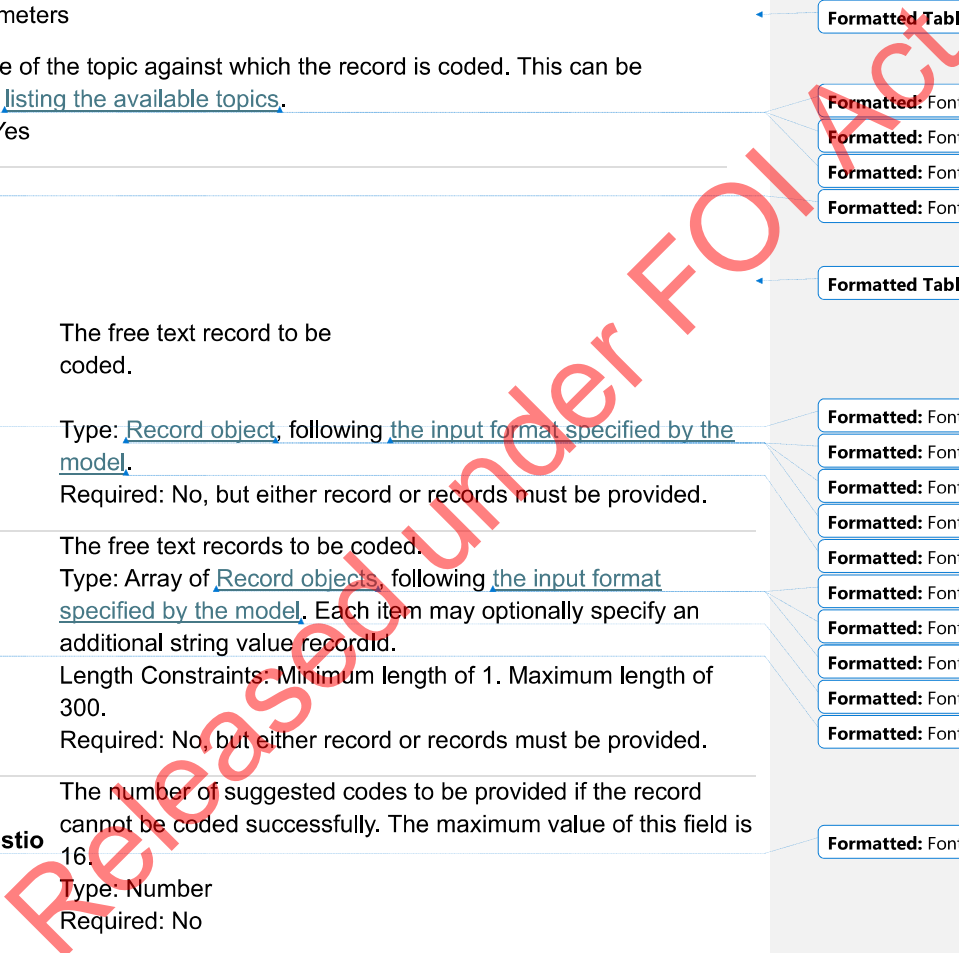 meters
Formatted Tabl
e of the topic against which the record is coded. This can be
listing the available topics.
Formatted: Font
Yes
Formatted: Font
Formatted: Font
Formatted: Font
Formatted Tabl
The free text record to be
coded.
Formatted: Font
Type: Record object, following the input format specified by the
Formatted: Font
model.
Formatted: Font
Required: No, but either record or records must be provided.
Formatted: Font
The free text records to be coded.
Formatted: Font
Type: Array of Record objects, following the input format
Formatted: Font
specified by the model. Each item may optionally specify an
Formatted: Font
additional string value recordId.
Formatted: Font
Length Constraints: Minimum length of 1. Maximum length of
Formatted: Font
300.
Formatted: Font
Required: No, but either record or records must be provided.
The number of suggested codes to be provided if the record
stio
cannot be coded successfully. The maximum value of this field is
Formatted: Font
16.
Type: Number
Required: No
Released under FOI Act